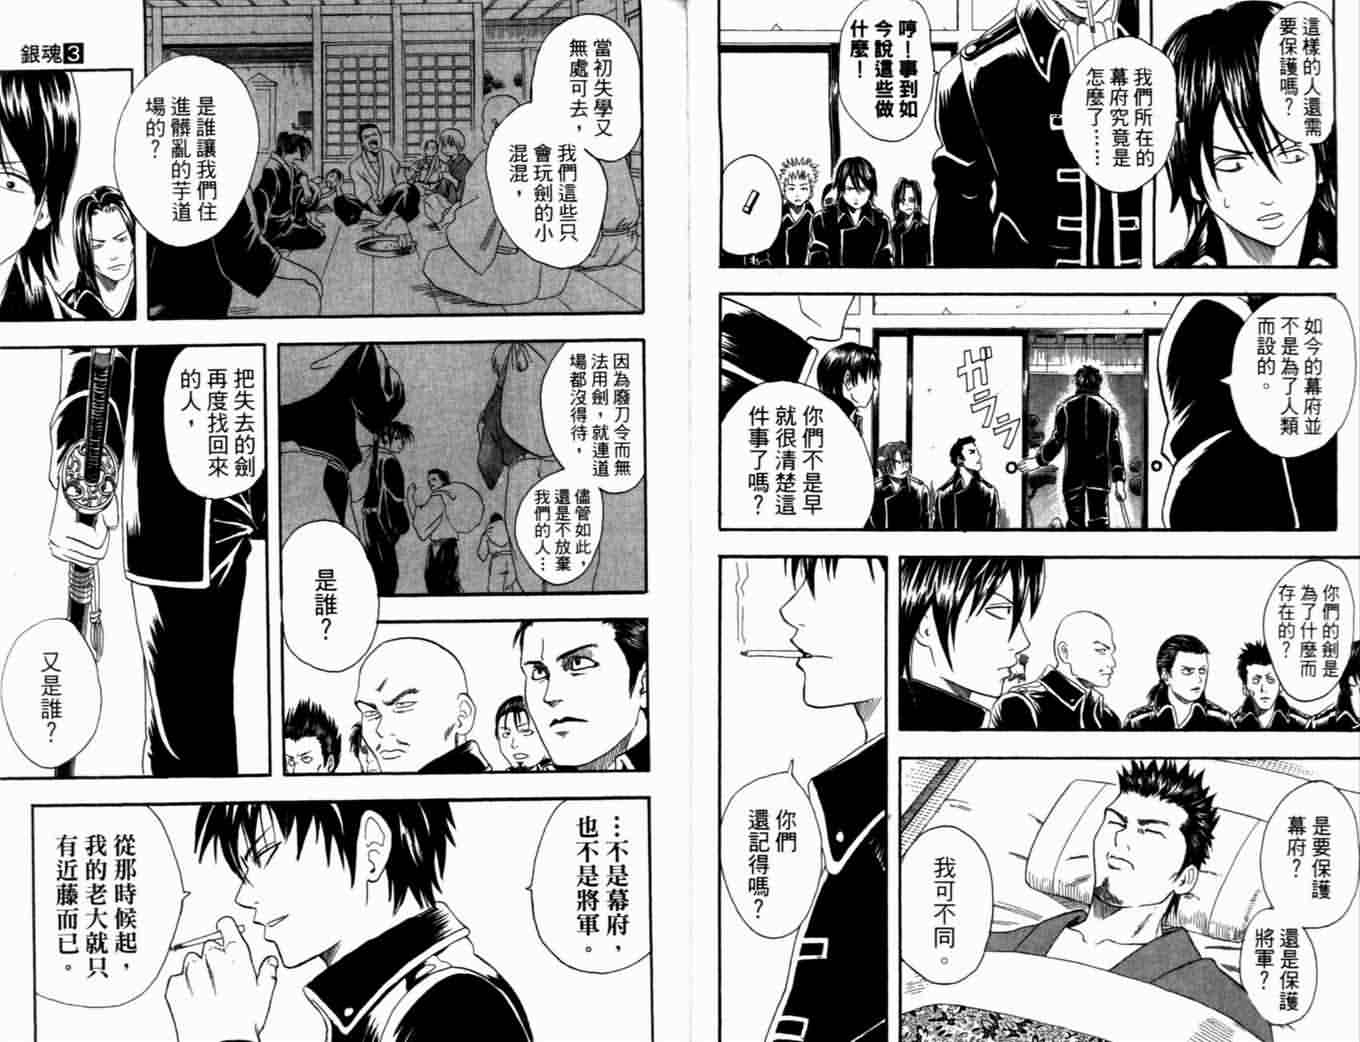 這樣的人還需
要保護嗎？
我們所在的
幕府究竟是
怎麼了……
哼！事到如
今說這些做
什麼！
如今的幕府並
不是為了人類
而設的。
ガラララ
你們不是早
就很清楚這
件事了嗎？
你們的劍是
為了什麼而
存在的？
是要保護
幕府？
還是保護
將軍？
我可不同。
你們
還記得嗎？
銀魂3
當初失學又
無處可去，
我們這些只
會玩劍的小
混混，
是誰讓我們住
進髒亂的芋道
場的？
因為廢刀令而無
法用劍，就連道
場都沒得待，
儘管如此，
還是不放棄
我們的人…
是誰？
把失去的劍
再度找回來
的人，
又是誰？
…不是幕府，
也不是將軍。
從那時候起，
我的老大就只
有近藤而已。